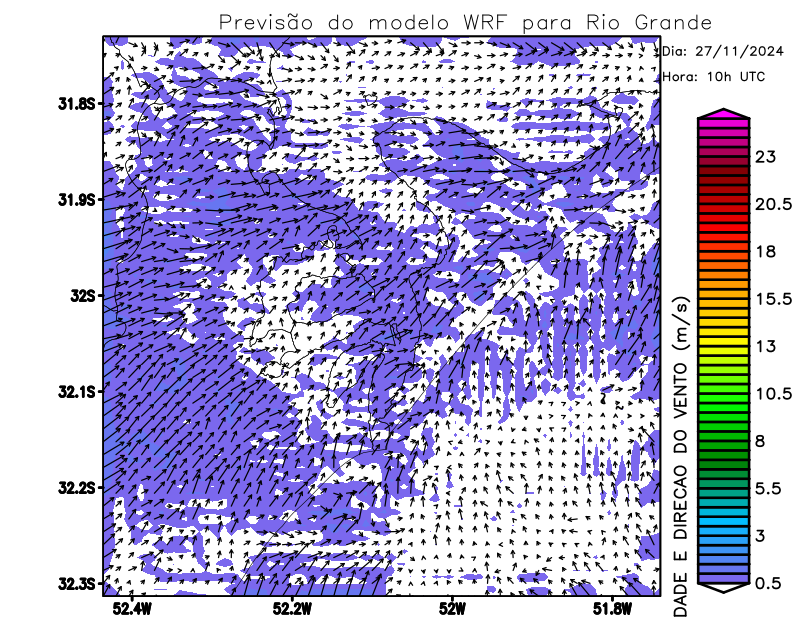 Previsão do modelo WRF para Rio Grande
Dia: 27/11/2024
Hora: 10h UTC
31.8S
31.9S
32S
32.1S
32.2S
32.3S
52.4W
52.2W
52W
51.8W
23
20.5
18
15.5
13
10.5
8
5.5
3
0.5
DADE E DIRECAO DO VENTO (m/s)